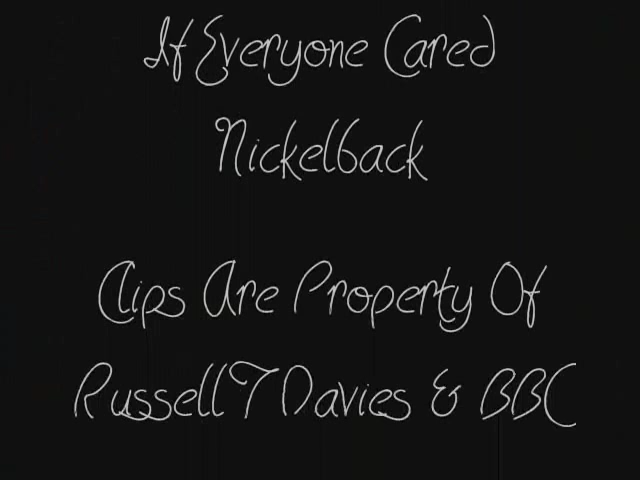 If Everyone Cared
Nickelback
Clips Are Property Of
Russell T Davies & BBC